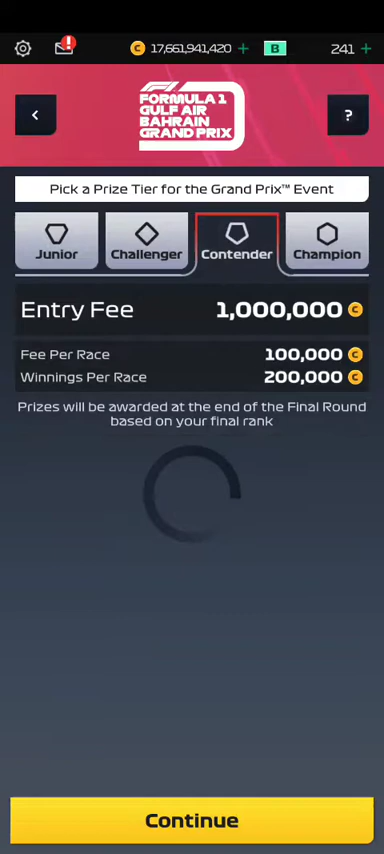 ! C 17,661,941,420 + B 241 +
FORMULA 1
GULF AIR
BAHRAIN
GRAND PRIX
< ?
Pick a Prize Tier for the Grand Prix™ Event
Junior Challenger Contender Champion
Entry Fee 1,000,000 C
Fee Per Race 100,000 C
Winnings Per Race 200,000 C
Prizes will be awarded at the end of the Final Round
based on your final rank
Continue